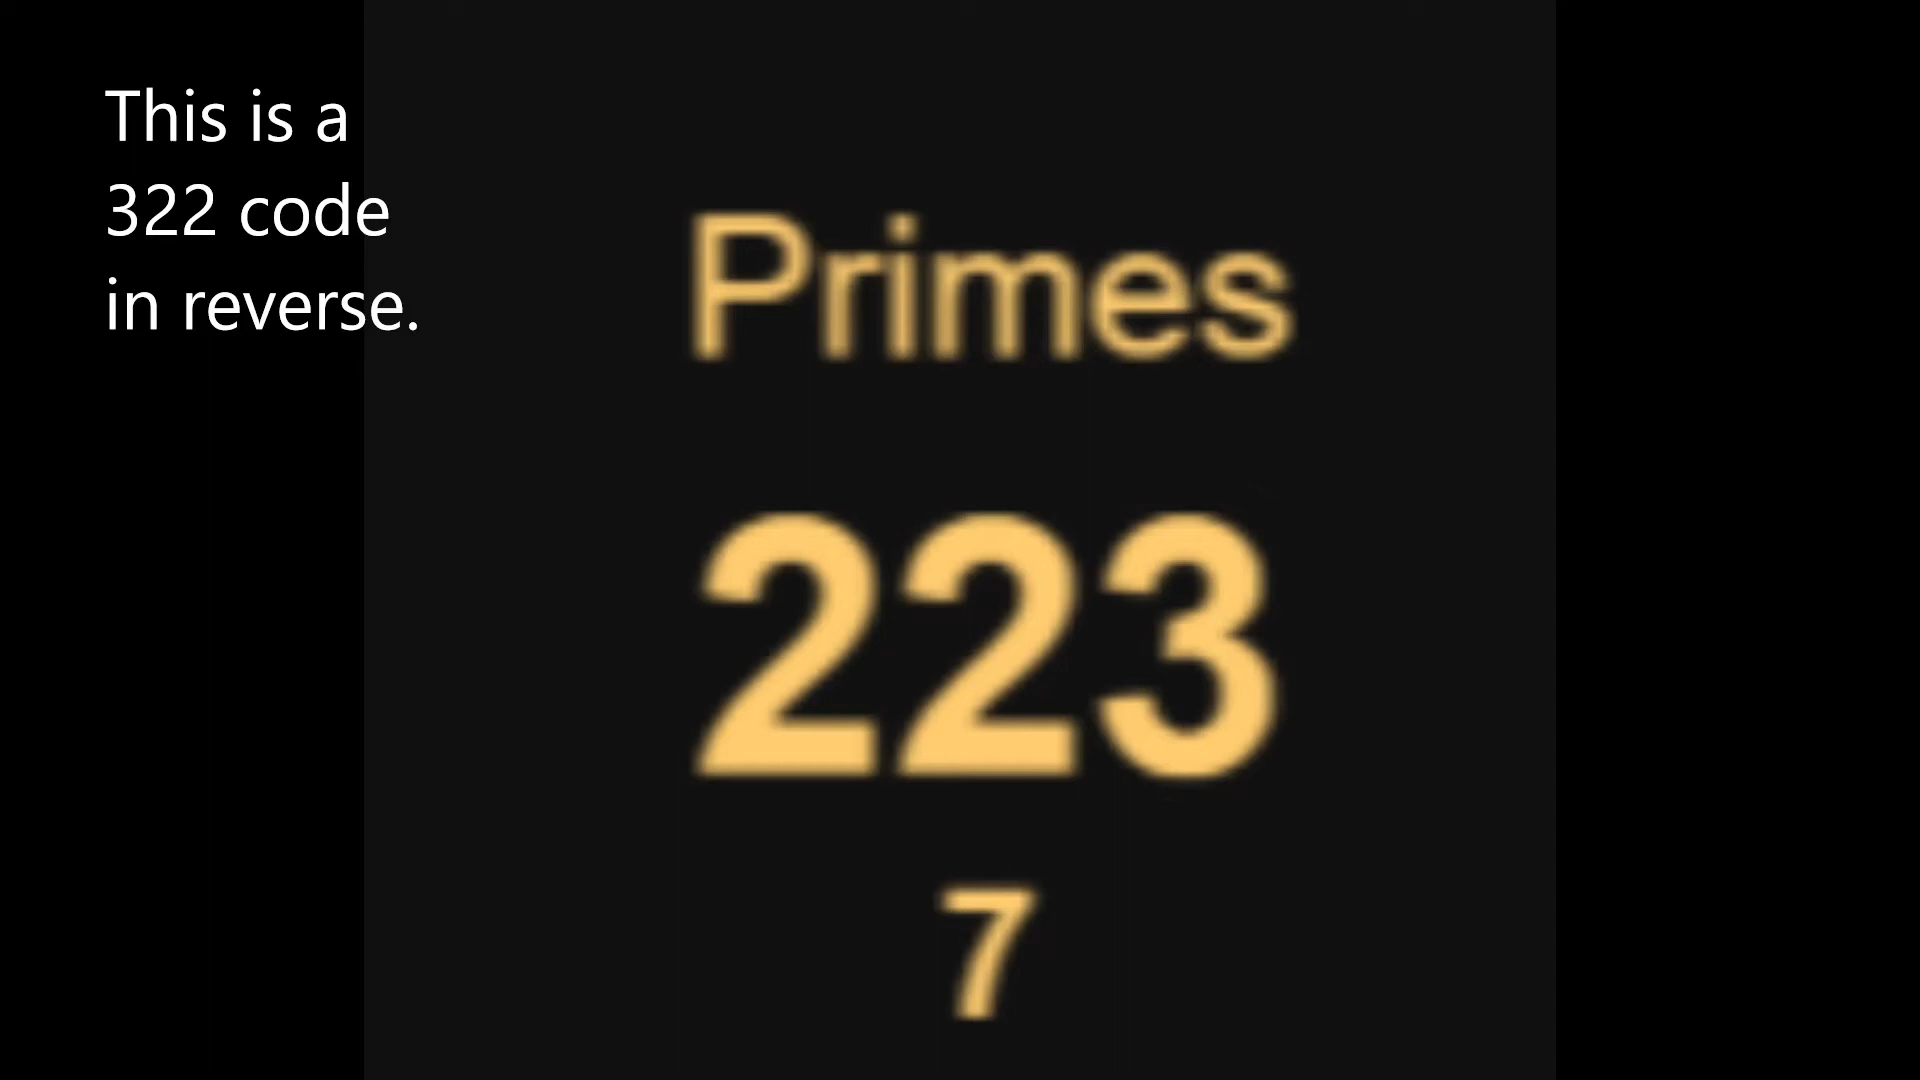 This is a
322 code
in reverse.
Primes
223
7